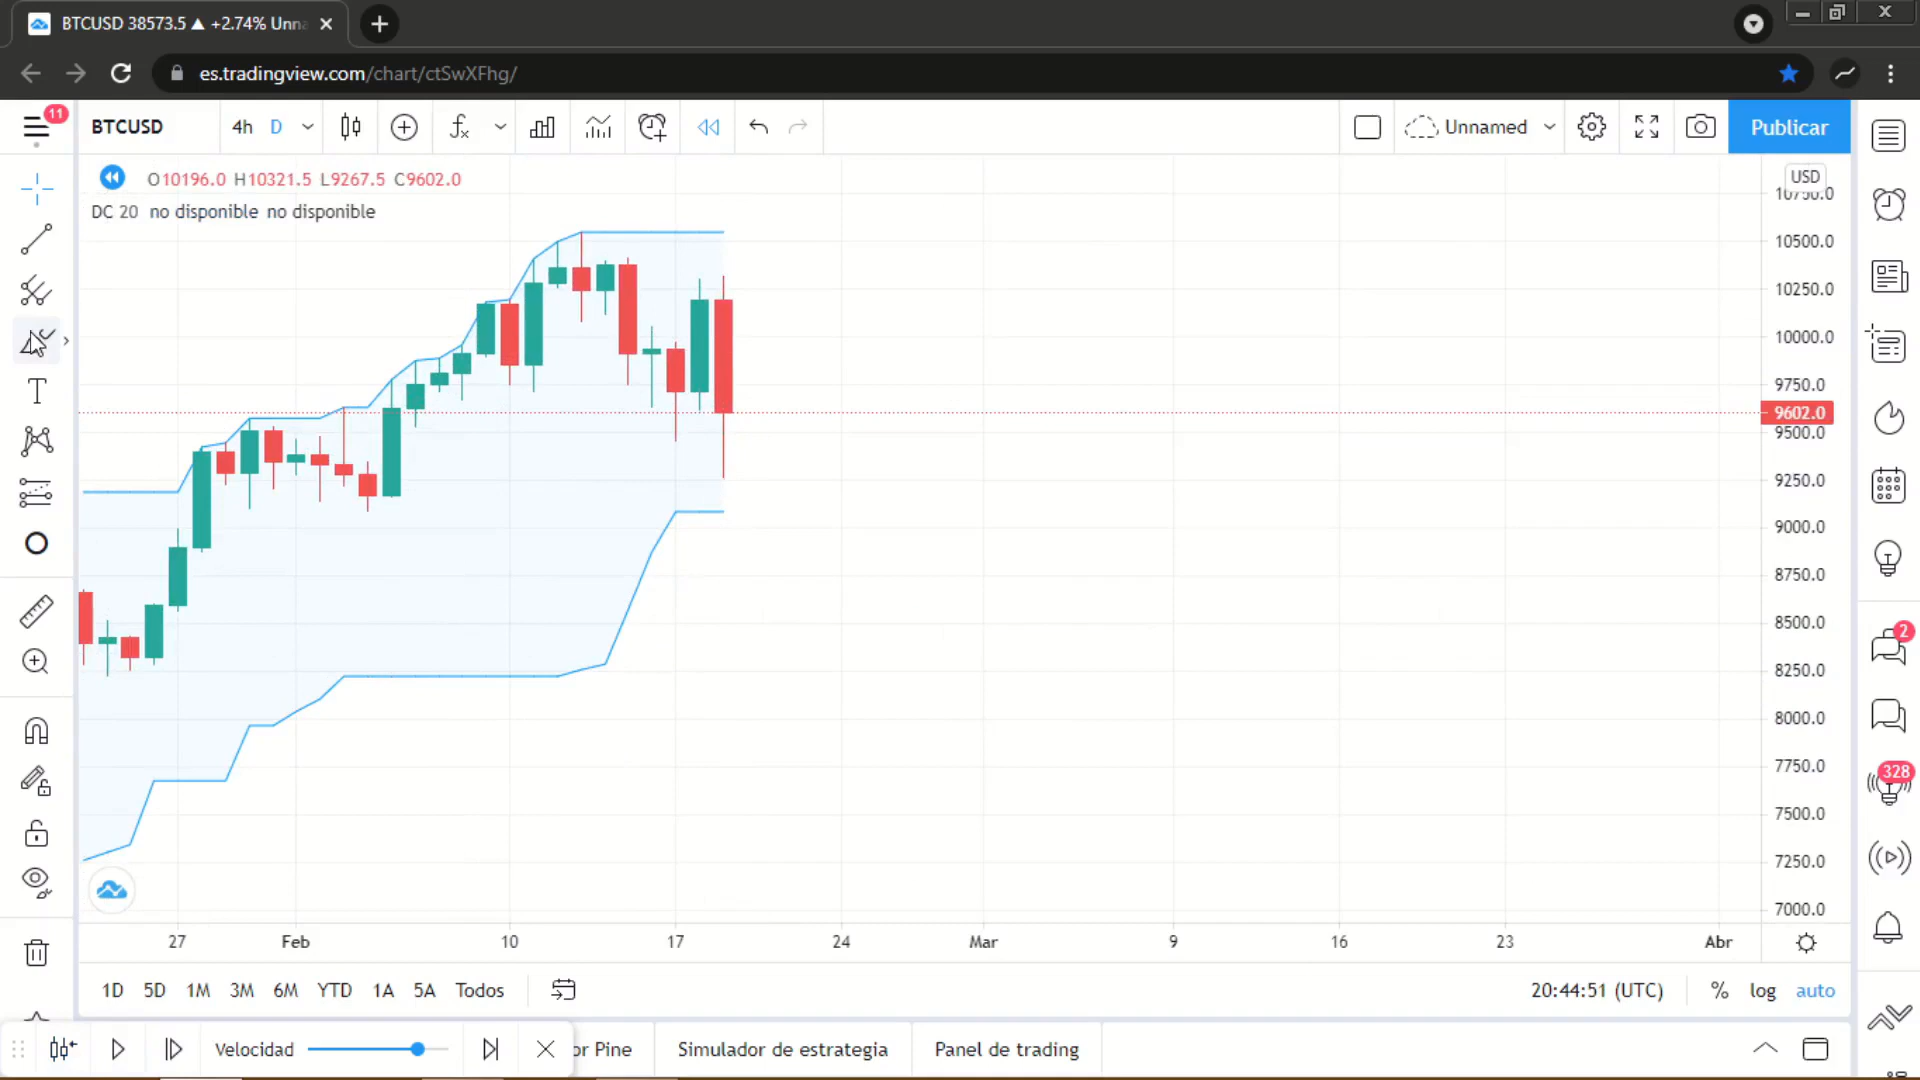 BTCUSD 38573.5 ▲ +2.74% Unna
es.tradingview.com/chart/ctSwXFhg/
11
BTCUSD 4h D Unnamed Publicar
O10196.0 H10321.5 L9267.5 C9602.0
DC 20 no disponible no disponible
USD
10750.0
10500.0
10250.0
10000.0
9750.0
9602.0
9500.0
9250.0
9000.0
8750.0
8500.0
8250.0
8000.0
7750.0
7500.0
7250.0
7000.0
2
328
27 Feb 10 17 24 Mar 9 16 23 Abr
1D 5D 1M 3M 6M YTD 1A 5A Todos 20:44:51 (UTC) % log auto
Velocidad or Pine Simulador de estrategia Panel de trading